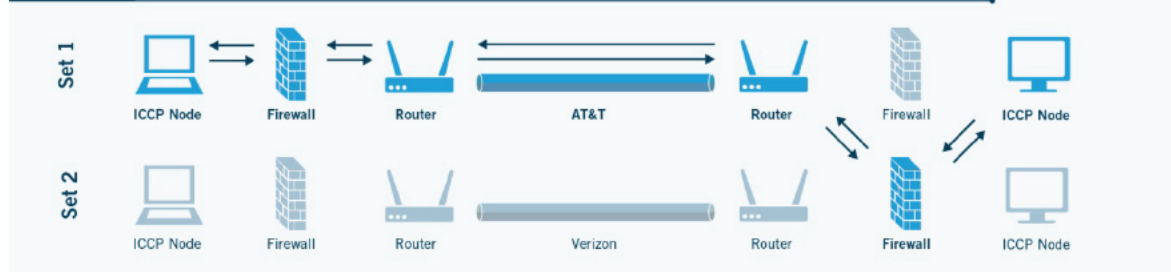 Set 1
ICCP Node Firewall Router AT&T Router Firewall ICCP Node
Set 2
ICCP Node Firewall Router Verizon Router Firewall ICCP Node